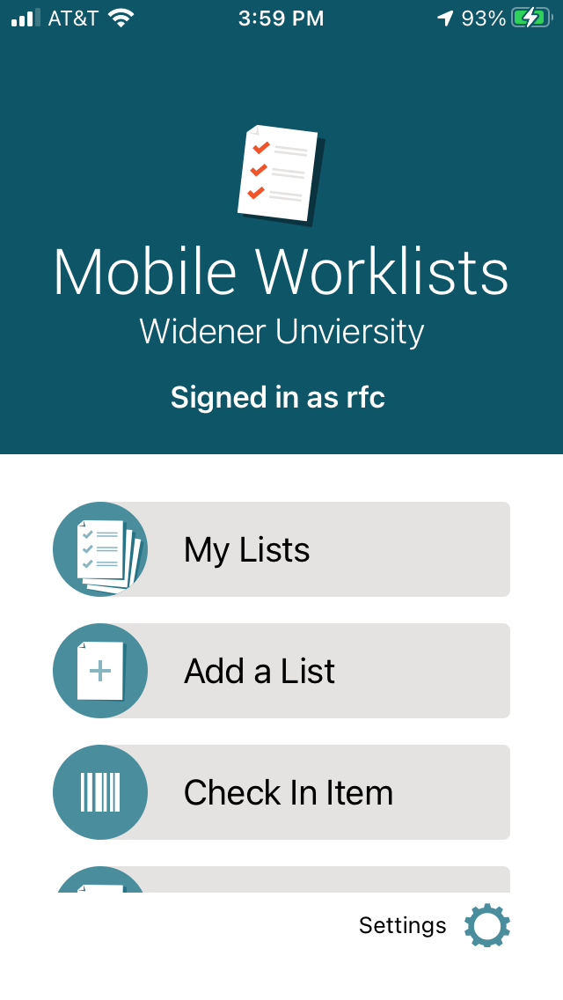 AT&T 3:59 PM 93%
Mobile Worklists
Widener Unviersity
Signed in as rfc
My Lists
Add a List
Check In Item
Settings